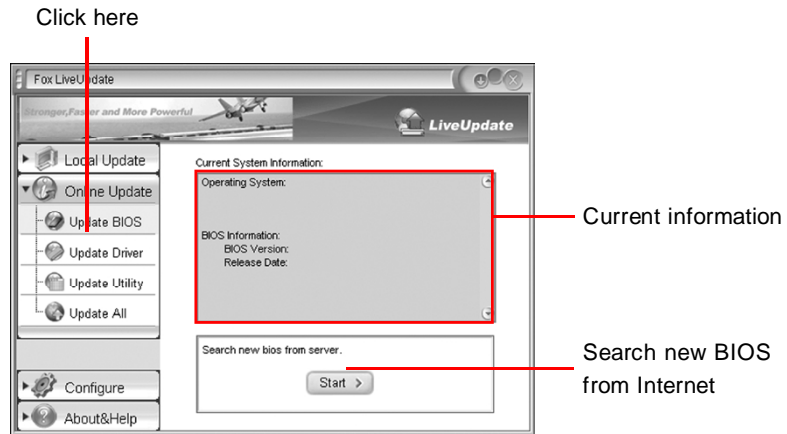 Click here
Fox LiveUpdate
Stronger,Faster and More Powerful
LiveUpdate
Local Update
Online Update
Update BIOS
Update Driver
Update Utility
Update All
Configure
About&Help
Current System Information:
Operating System:
BIOS Information:
BIOS Version:
Release Date:
Current information
Search new bios from server.
Start >
Search new BIOS
from Internet